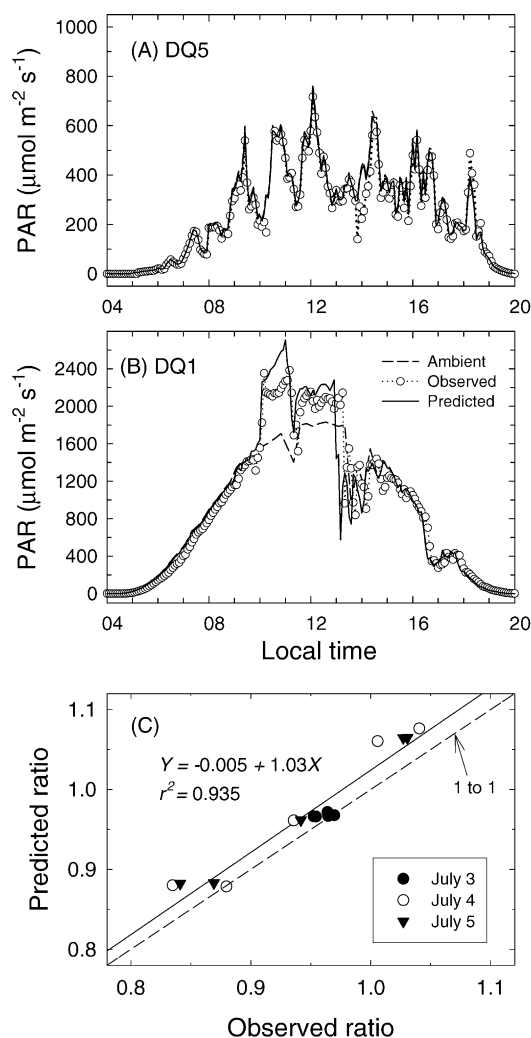 1000
(A) DQ5
800
600
400
200
0
PAR (μmol m⁻² s⁻¹)
04 08 12 16 20
(B) DQ1
Ambient
Observed
Predicted
2400
2000
1600
1200
800
400
0
PAR (μmol m⁻² s⁻¹)
04 08 12 16 20
Local time
(C)
1.1
Y = -0.005 + 1.03X
r² = 0.935
1 to 1
1.0
0.9
0.8
Predicted ratio
July 3
July 4
July 5
0.8 0.9 1.0 1.1
Observed ratio